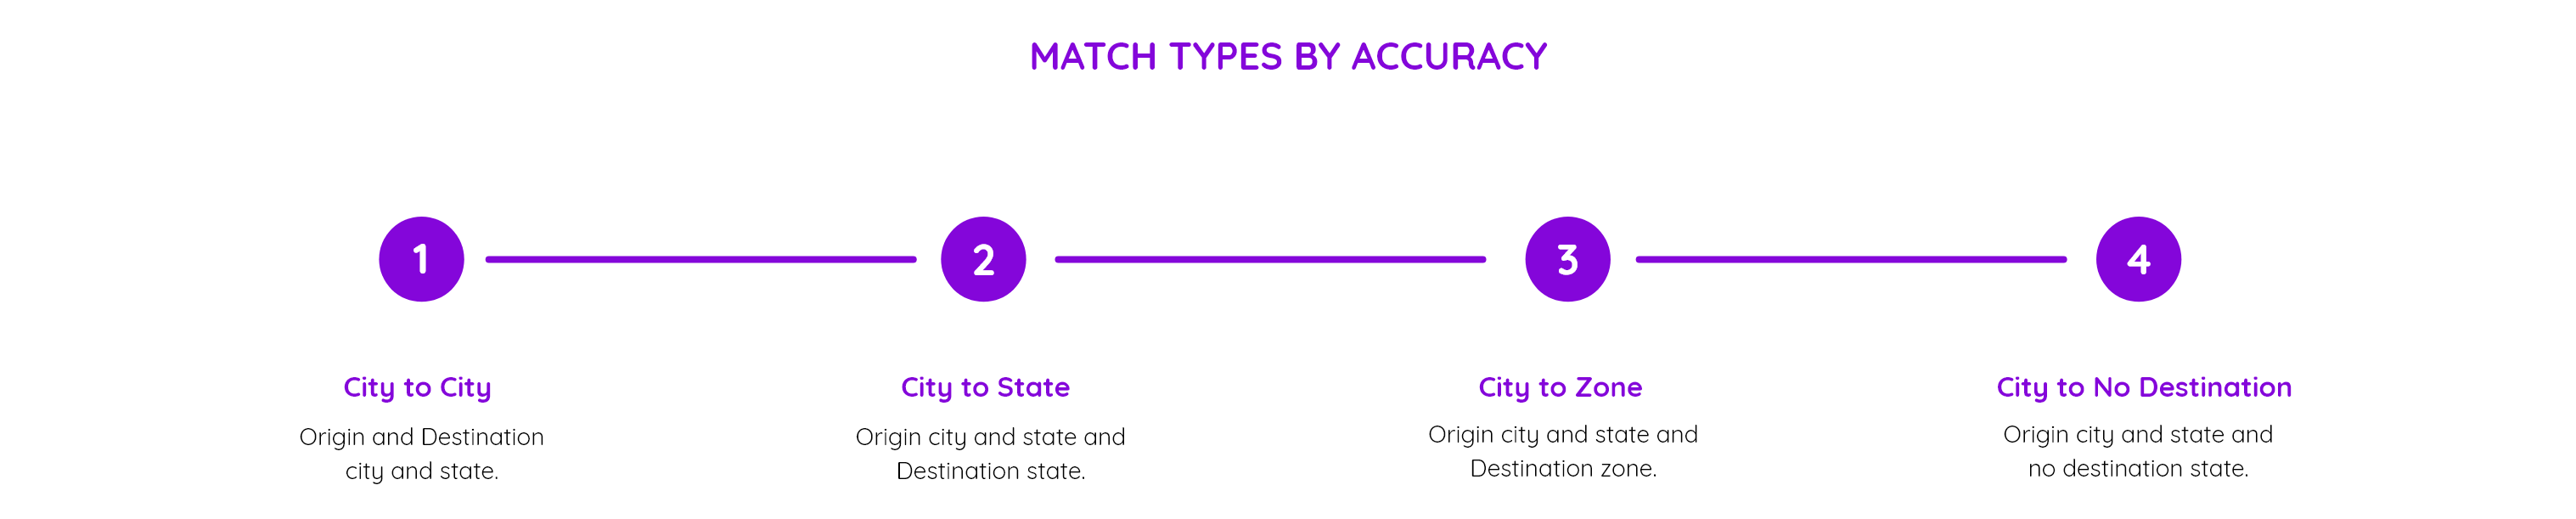 MATCH TYPES BY ACCURACY
1
2
3
4
City to City
Origin and Destination
city and state.
City to State
Origin city and state and
Destination state.
City to Zone
Origin city and state and
Destination zone.
City to No Destination
Origin city and state and
no destination state.